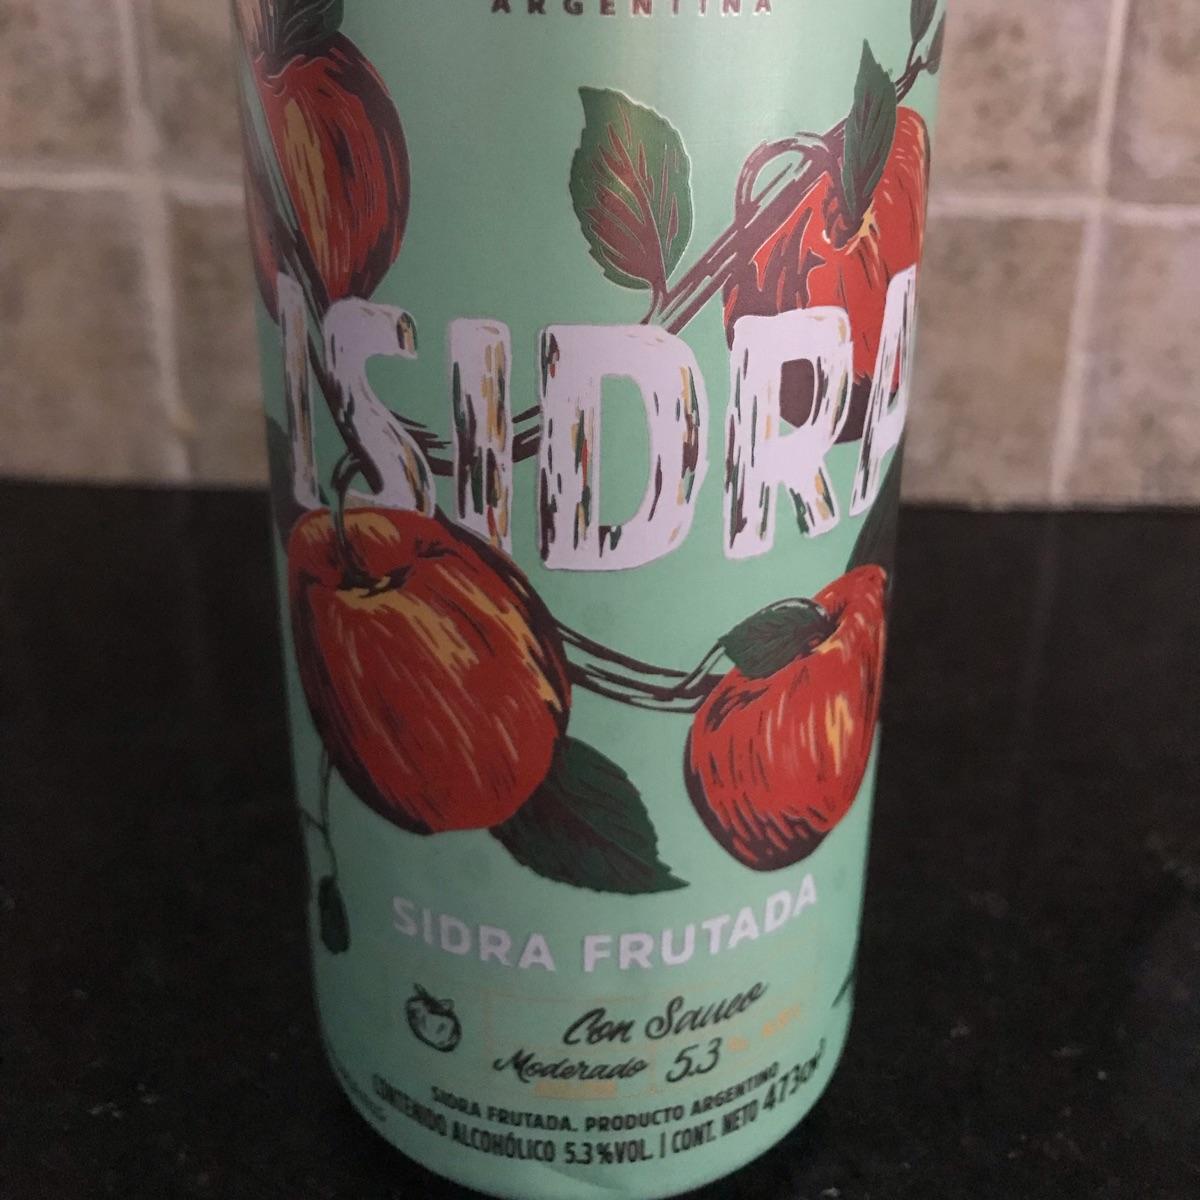 ARGENTINA
ISIDRA
SIDRA FRUTADA
Con Sauco
Moderado 5.3
SIDRA FRUTADA. PRODUCTO ARGENTINO
CONTENIDO ALCOHÓLICO 5.3%VOL. | CONT. NETO 473cm³